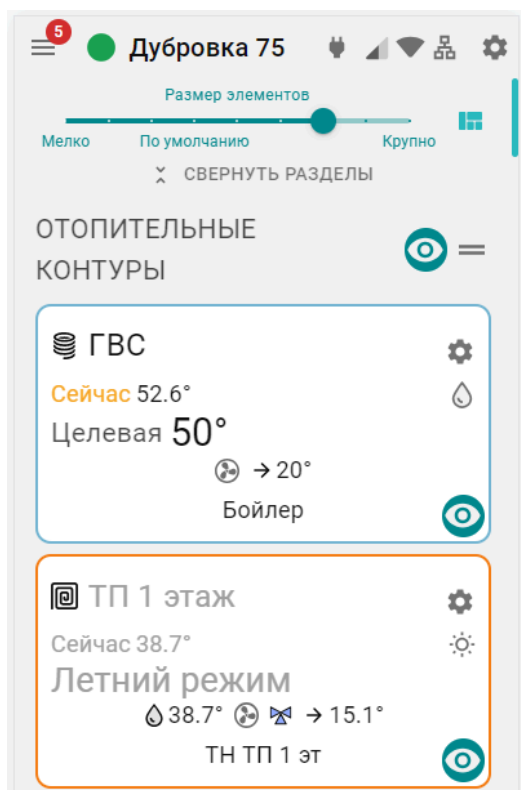 5
Дубровка 75
Размер элементов
Мелко По умолчанию Крупно
СВЕРНУТЬ РАЗДЕЛЫ
ОТОПИТЕЛЬНЫЕ
КОНТУРЫ
ГВС
Сейчас 52.6°
Целевая 50°
→ 20°
Бойлер
ТП 1 этаж
Сейчас 38.7°
Летний режим
38.7° → 15.1°
ТН ТП 1 эт